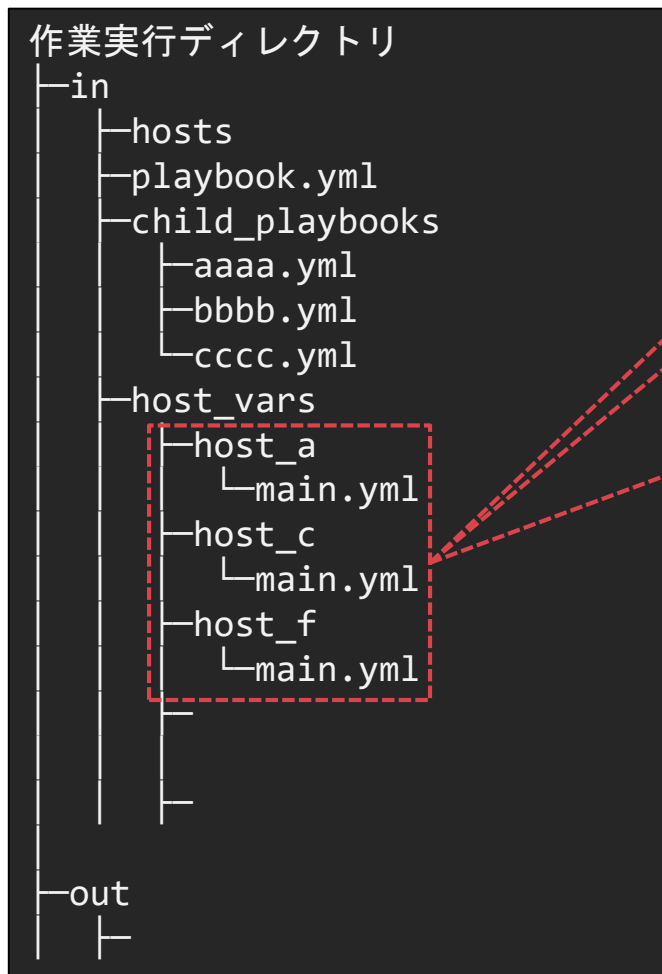 作業実行ディレクトリ
├─in
│ ├─hosts
│ ├─playbook.yml
│ ├─child_playbooks
│ │ ├─aaaa.yml
│ │ ├─bbbb.yml
│ │ └─cccc.yml
│ ├─host_vars
│ │ ├─host_a
│ │ │ └─main.yml
│ │ ├─host_c
│ │ │ └─main.yml
│ │ ├─host_f
│ │ │ └─main.yml
│ │ ├─
│ │ │
│ │ ├─
│
├─out
│ ├─